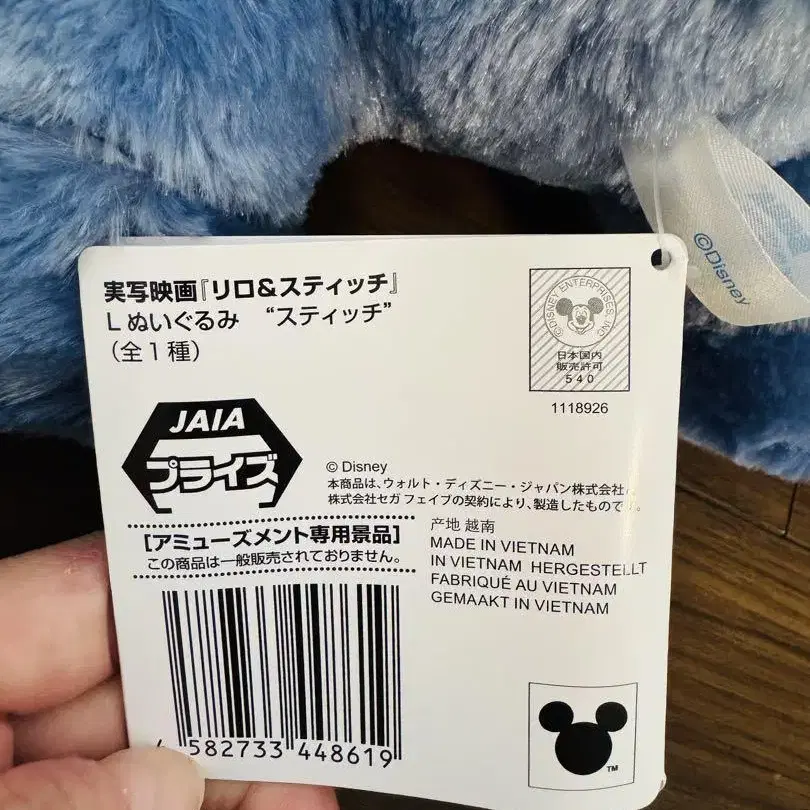 実写映画『リロ&スティッチ』
L ぬいぐるみ “スティッチ”
(全1種)
©DISNEY ENTERPRISES, INC
日本国内
販売許可
540
1118926
JAIA
プライズ
© Disney
本商品は、ウォルト・ディズニー・ジャパン株式会社と
株式会社セガ フェイブの契約により、製造したものです。
[アミューズメント専用景品]
この商品は一般販売されておりません。
产地 越南
MADE IN VIETNAM
IN VIETNAM HERGESTELLT
FABRIQUÉ AU VIETNAM
GEMAAKT IN VIETNAM
4 582733 448619
TM
©Disney